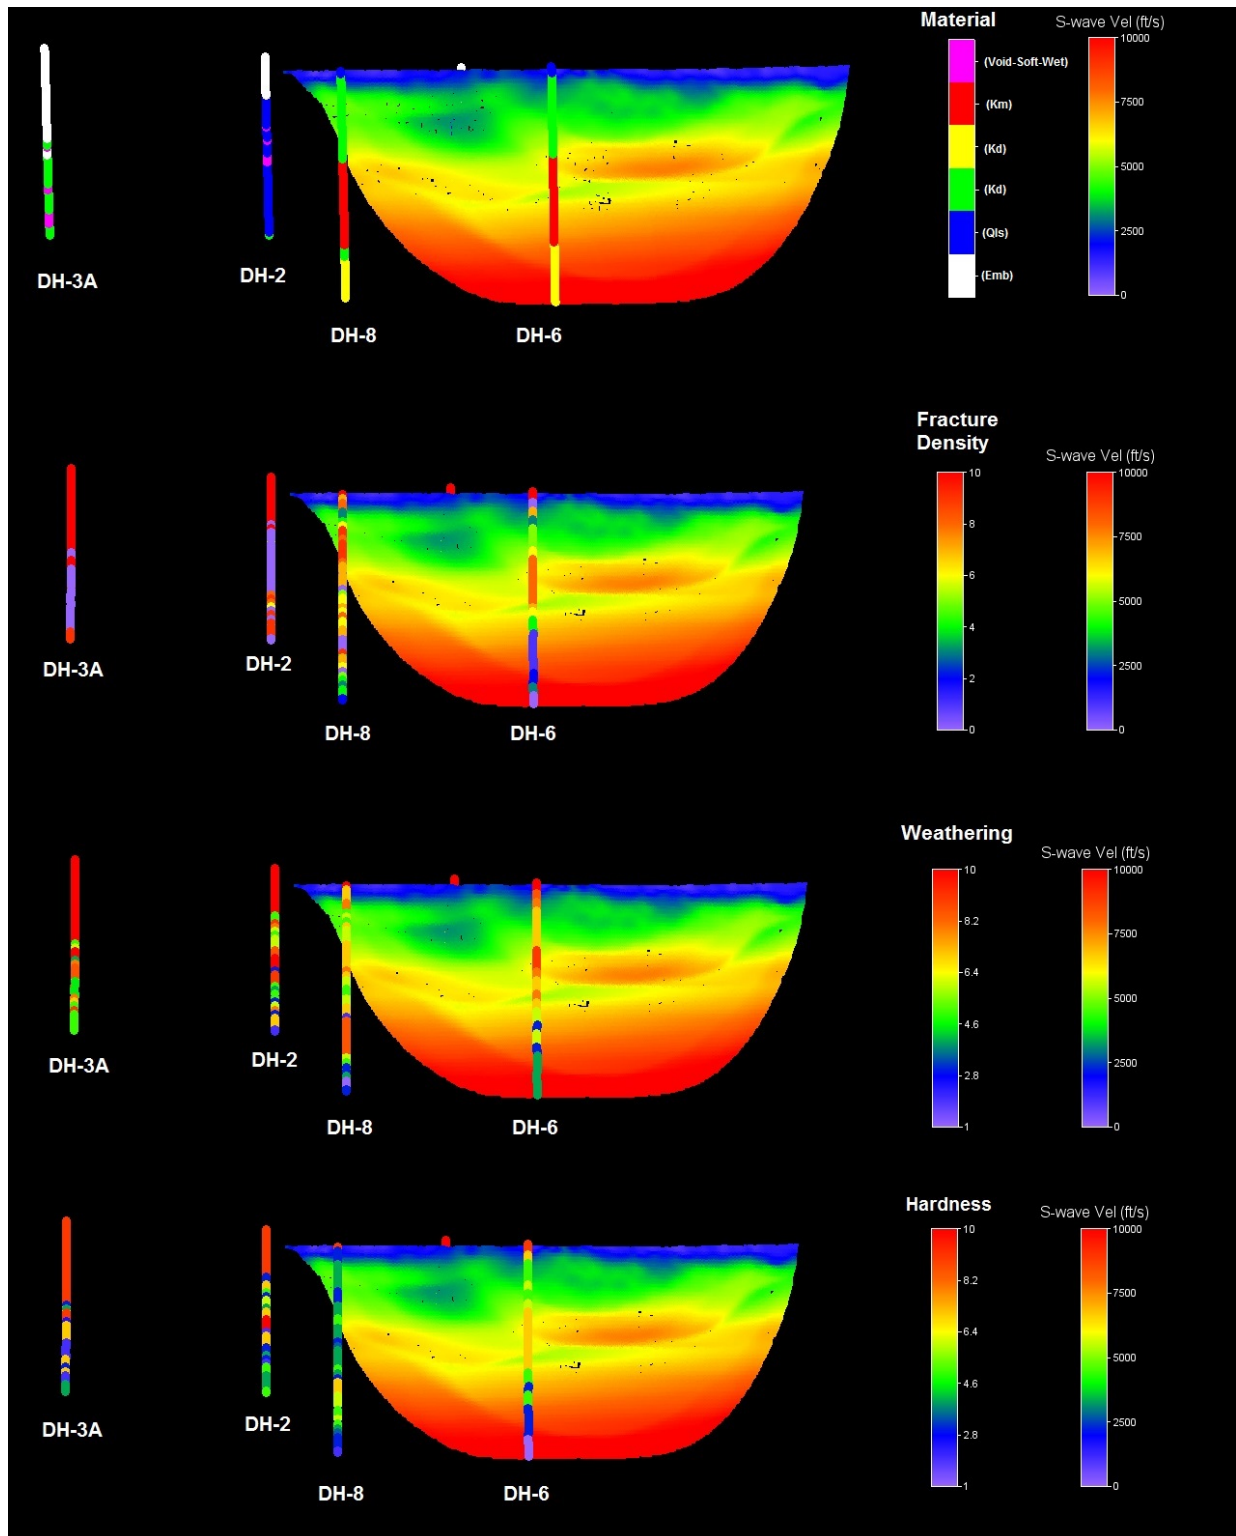 Material
S-wave Vel (ft/s)
(Void-Soft-Wet)
(Km)
(Kd)
(Kd)
(Qls)
(Emb)
10000
7500
5000
2500
0
DH-3A
DH-2
DH-8
DH-6
Fracture
Density
S-wave Vel (ft/s)
10
8
6
4
2
0
10000
7500
5000
2500
0
DH-3A
DH-2
DH-8
DH-6
Weathering
S-wave Vel (ft/s)
10
8.2
6.4
4.6
2.8
1
10000
7500
5000
2500
0
DH-3A
DH-2
DH-8
DH-6
Hardness
S-wave Vel (ft/s)
10
8.2
6.4
4.6
2.8
1
10000
7500
5000
2500
0
DH-3A
DH-2
DH-8
DH-6